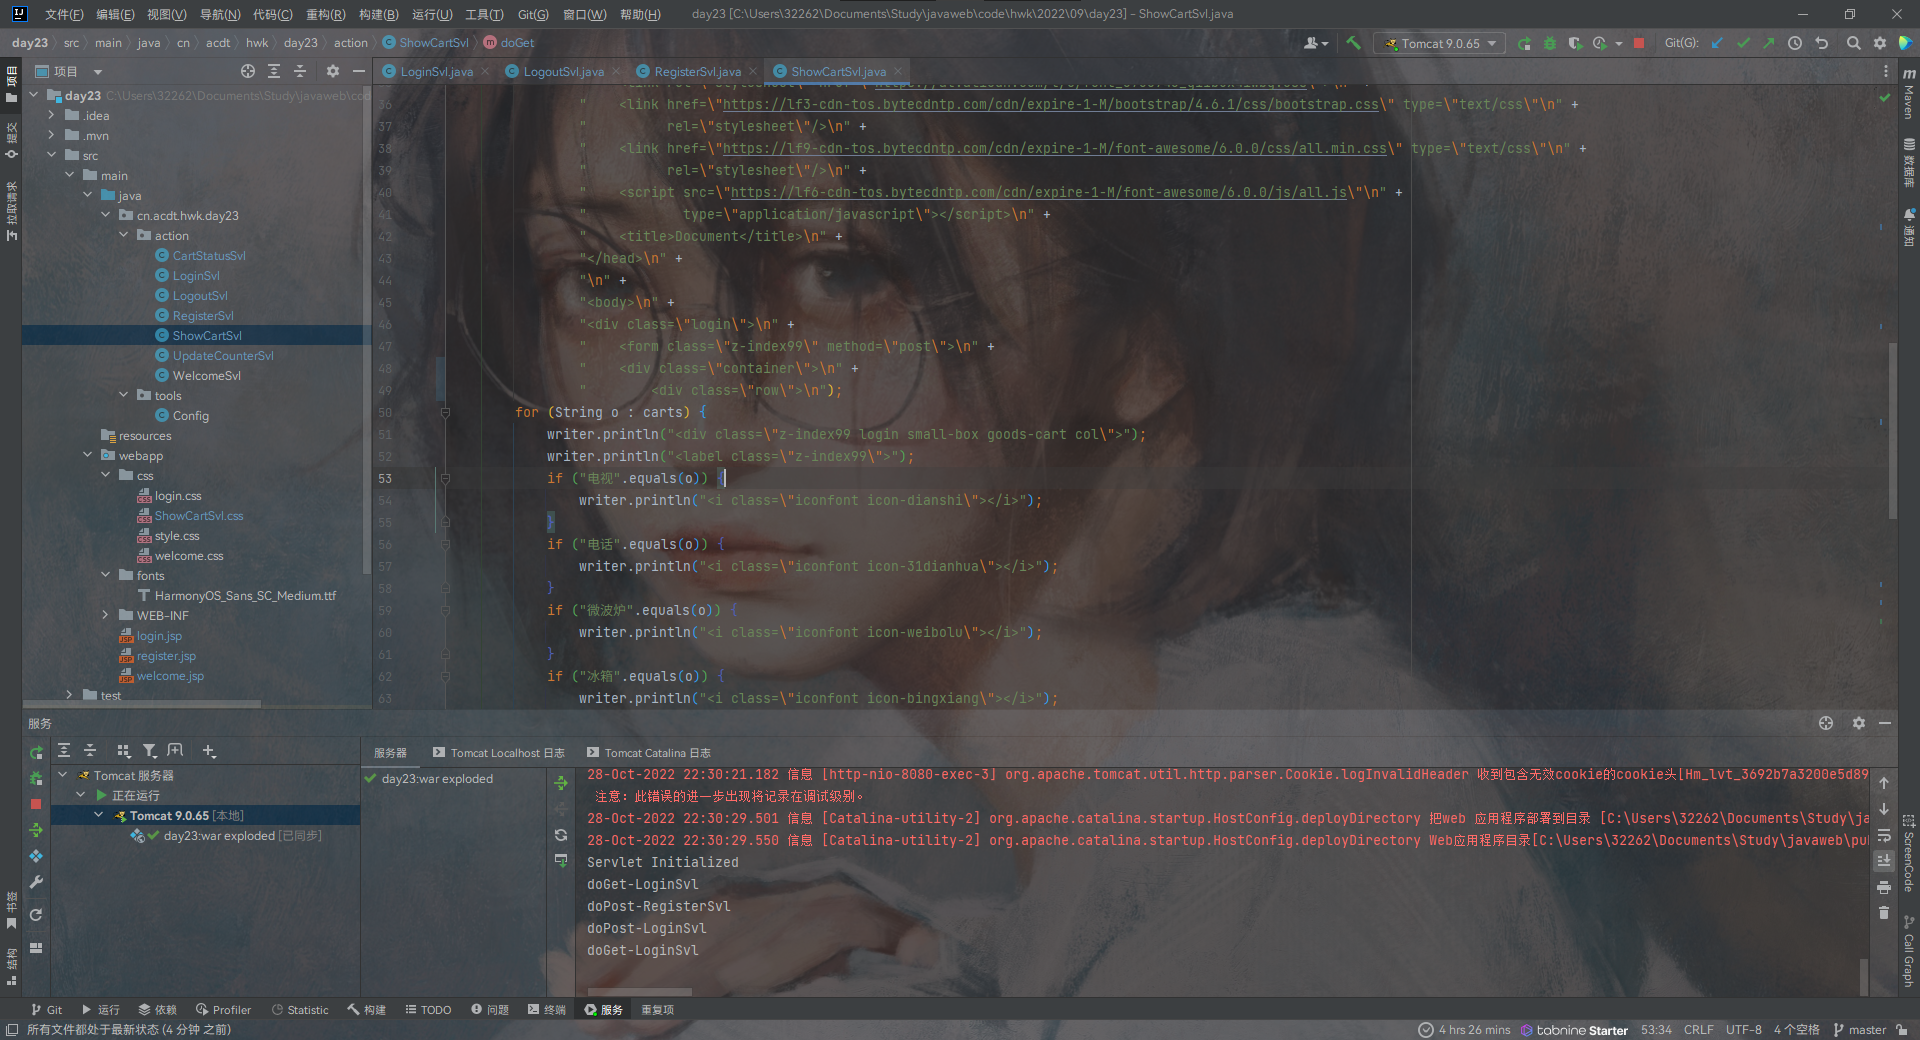 文件(F) 编辑(E) 视图(V) 导航(N) 代码(C) 重构(R) 构建(B) 运行(U) 工具(T) Git(G) 窗口(W) 帮助(H) day23 [C:\Users\32262\Documents\Study\javaweb\code\hwk\2022\09\day23] - ShowCartSvl.java
day23 src main java cn acdt hwk day23 action ShowCartSvl doGet Tomcat 9.0.65 Git(G):
项目
LoginSvl.java LogoutSvl.java RegisterSvl.java ShowCartSvl.java
day23 C:\Users\32262\Documents\Study\javaweb\cod
.idea
.mvn
src
main
java
cn.acdt.hwk.day23
action
CartStatusSvl
LoginSvl
LogoutSvl
RegisterSvl
ShowCartSvl
UpdateCounterSvl
WelcomeSvl
tools
Config
resources
webapp
css
login.css
ShowCartSvl.css
style.css
welcome.css
fonts
HarmonyOS_Sans_SC_Medium.ttf
WEB-INF
login.jsp
register.jsp
welcome.jsp
test
项目
提交
拉取请求
书签
结构
36 "    <link href=\"https://lf3-cdn-tos.bytecdntp.com/cdn/expire-1-M/bootstrap/4.6.1/css/bootstrap.css\" type=\"text/css\"\n" +
37 "          rel=\"stylesheet\"/>\n" +
38 "    <link href=\"https://lf9-cdn-tos.bytecdntp.com/cdn/expire-1-M/font-awesome/6.0.0/css/all.min.css\" type=\"text/css\"\n" +
39 "          rel=\"stylesheet\"/>\n" +
40 "    <script src=\"https://lf6-cdn-tos.bytecdntp.com/cdn/expire-1-M/font-awesome/6.0.0/js/all.js\"\n" +
41 "            type=\"application/javascript\"></script>\n" +
42 "    <title>Document</title>\n" +
43 "</head>\n" +
44 "\n" +
45 "<body>\n" +
46 "<div class=\"login\">\n" +
47 "    <form class=\"z-index99\" method=\"post\">\n" +
48 "    <div class=\"container\">\n" +
49 "        <div class=\"row\">\n");
50 for (String o : carts) {
51 writer.println("<div class=\"z-index99 login small-box goods-cart col\">");
52 writer.println("<label class=\"z-index99\">");
53 if ("电视".equals(o)) {
54 writer.println("<i class=\"iconfont icon-dianshi\"></i>");
55 }
56 if ("电话".equals(o)) {
57 writer.println("<i class=\"iconfont icon-31dianhua\"></i>");
58 }
59 if ("微波炉".equals(o)) {
60 writer.println("<i class=\"iconfont icon-weibolu\"></i>");
61 }
62 if ("冰箱".equals(o)) {
63 writer.println("<i class=\"iconfont icon-bingxiang\"></i>");
Maven
数据库
通知
ScreenCode
Call Graph
服务
Tomcat 服务器
正在运行
Tomcat 9.0.65 [本地]
day23:war exploded [已同步]
服务器 Tomcat Localhost 日志 Tomcat Catalina 日志
day23:war exploded
28-Oct-2022 22:30:21.182 信息 [http-nio-8080-exec-3] org.apache.tomcat.util.http.parser.Cookie.logInvalidHeader 收到包含无效cookie的cookie头[Hm_lvt_3692b7a3200e5d89
注意: 此错误的进一步出现将记录在调试级别。
28-Oct-2022 22:30:29.501 信息 [Catalina-utility-2] org.apache.catalina.startup.HostConfig.deployDirectory 把web 应用程序部署到目录 [C:\Users\32262\Documents\Study\ja
28-Oct-2022 22:30:29.550 信息 [Catalina-utility-2] org.apache.catalina.startup.HostConfig.deployDirectory Web应用程序目录[C:\Users\32262\Documents\Study\javaweb\pu
Servlet Initialized
doGet-LoginSvl
doPost-RegisterSvl
doPost-LoginSvl
doGet-LoginSvl
Git 运行 依赖 Profiler Statistic 构建 TODO 问题 终端 服务 重复项
所有文件都处于最新状态 (4 分钟 之前) 4 hrs 26 mins tabnine Starter 53:34 CRLF UTF-8 4 个空格 master